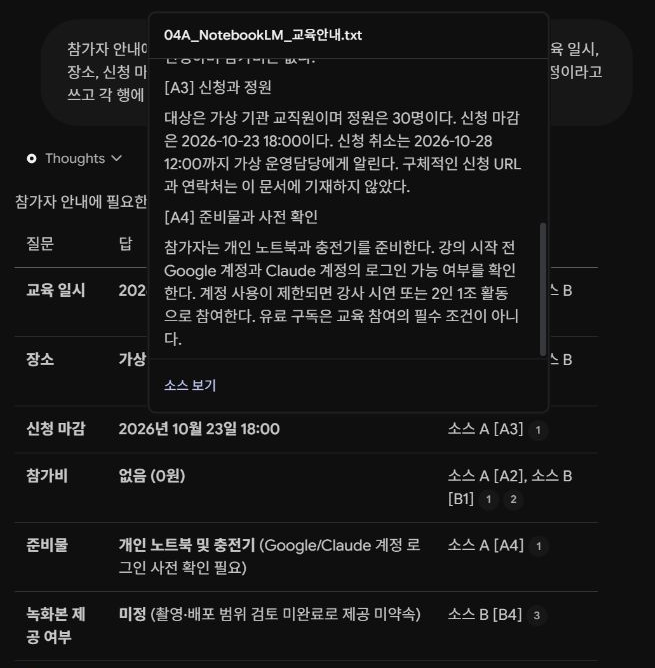 04A_NotebookLM_교육안내.txt
[A3] 신청과 정원
대상은 가상 기관 교직원이며 정원은 30명이다. 신청 마감
은 2026-10-23 18:00이다. 신청 취소는 2026-10-28
12:00까지 가상 운영담당에게 알린다. 구체적인 신청 URL
과 연락처는 이 문서에 기재하지 않았다.
[A4] 준비물과 사전 확인
참가자는 개인 노트북과 충전기를 준비한다. 강의 시작 전
Google 계정과 Claude 계정의 로그인 가능 여부를 확인
한다. 계정 사용이 제한되면 강사 시연 또는 2인 1조 활동
으로 참여한다. 유료 구독은 교육 참여의 필수 조건이 아니
다.
소스 보기
참가자 안내에 육 일시,
장소, 신청 마 정이라고
쓰고 각 행에
Thoughts
참가자 안내에 필요한
질문 답
교육 일시 202 스 B
장소 가상 스 B
신청 마감 2026년 10월 23일 18:00 소스 A [A3] 1
참가비 없음 (0원) 소스 A [A2], 소스 B
[B1] 1 2
준비물 개인 노트북 및 충전기 (Google/Claude 계정 로 소스 A [A4] 1
그인 사전 확인 필요)
녹화본 제 미정 (촬영·배포 범위 검토 미완료로 제공 미약속) 소스 B [B4] 3
공 여부